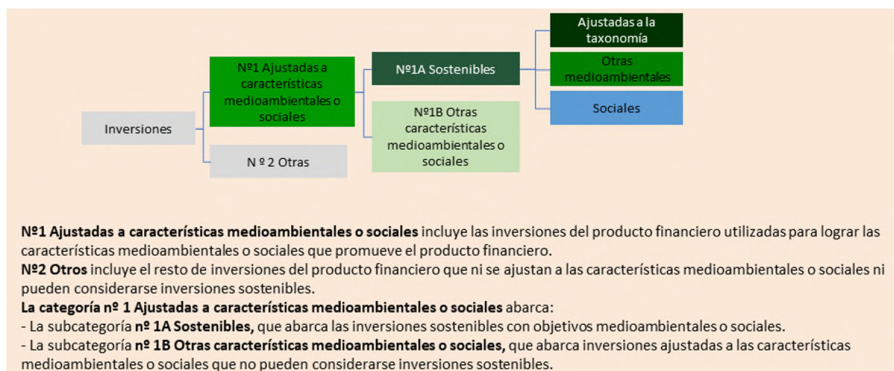 Ajustadas a la
taxonomía
Nº1 Ajustadas a
características
medioambientales o
sociales
Nº1A Sostenibles
Otras
medioambientales
Sociales
Inversiones
Nº1B Otras
características
medioambientales o
sociales
N º 2 Otras
Nº1 Ajustadas a características medioambientales o sociales incluye las inversiones del producto financiero utilizadas para lograr las
características medioambientales o sociales que promueve el producto financiero.
Nº2 Otros incluye el resto de inversiones del producto financiero que ni se ajustan a las características medioambientales o sociales ni
pueden considerarse inversiones sostenibles.
La categoría nº 1 Ajustadas a características medioambientales o sociales abarca:
- La subcategoría nº 1A Sostenibles, que abarca las inversiones sostenibles con objetivos medioambientales o sociales.
- La subcategoría nº 1B Otras características medioambientales o sociales, que abarca inversiones ajustadas a las características
medioambientales o sociales que no pueden considerarse inversiones sostenibles.